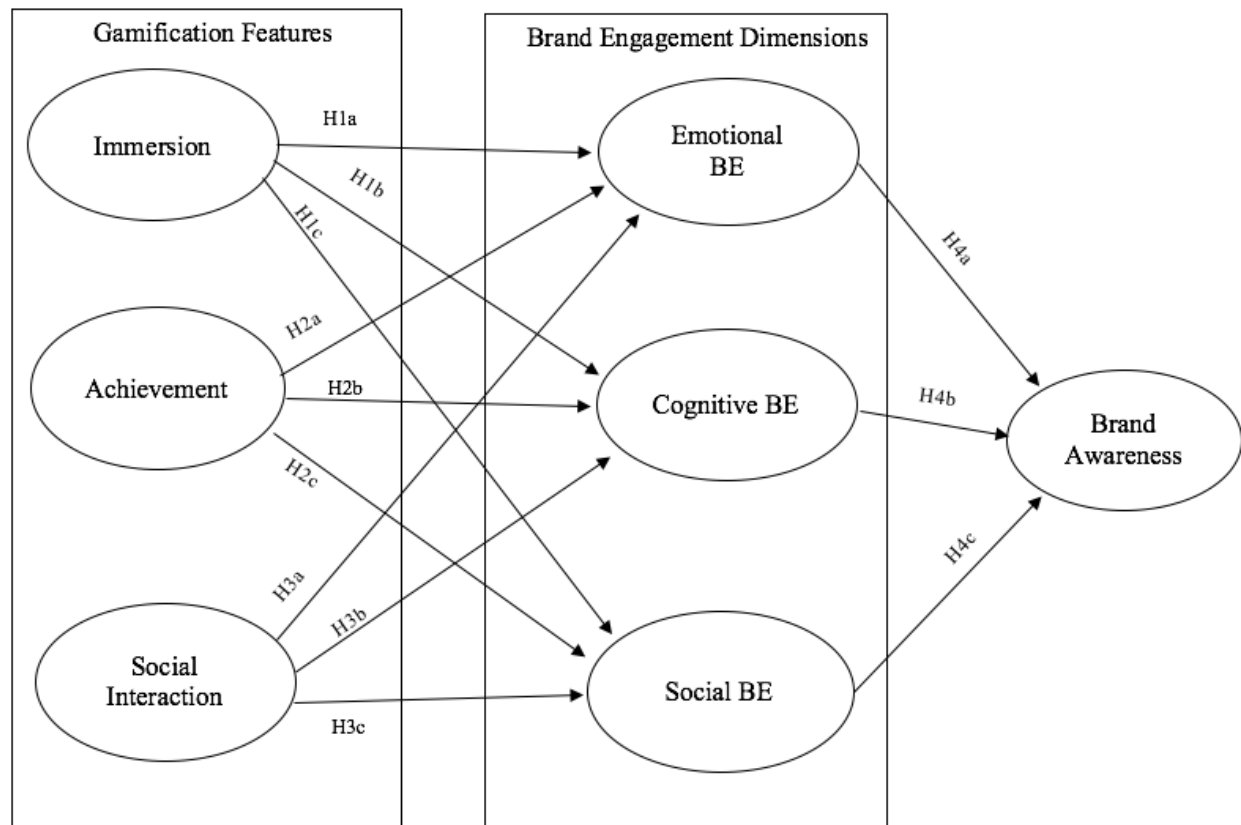 Gamification Features
Brand Engagement Dimensions
Immersion
H1a
H1b
H1c
Emotional
BE
H4a
Achievement
H2a
H2b
H2c
Cognitive BE
H4b
Brand
Awareness
Social
Interaction
H3a
H3b
H3c
Social BE
H4c